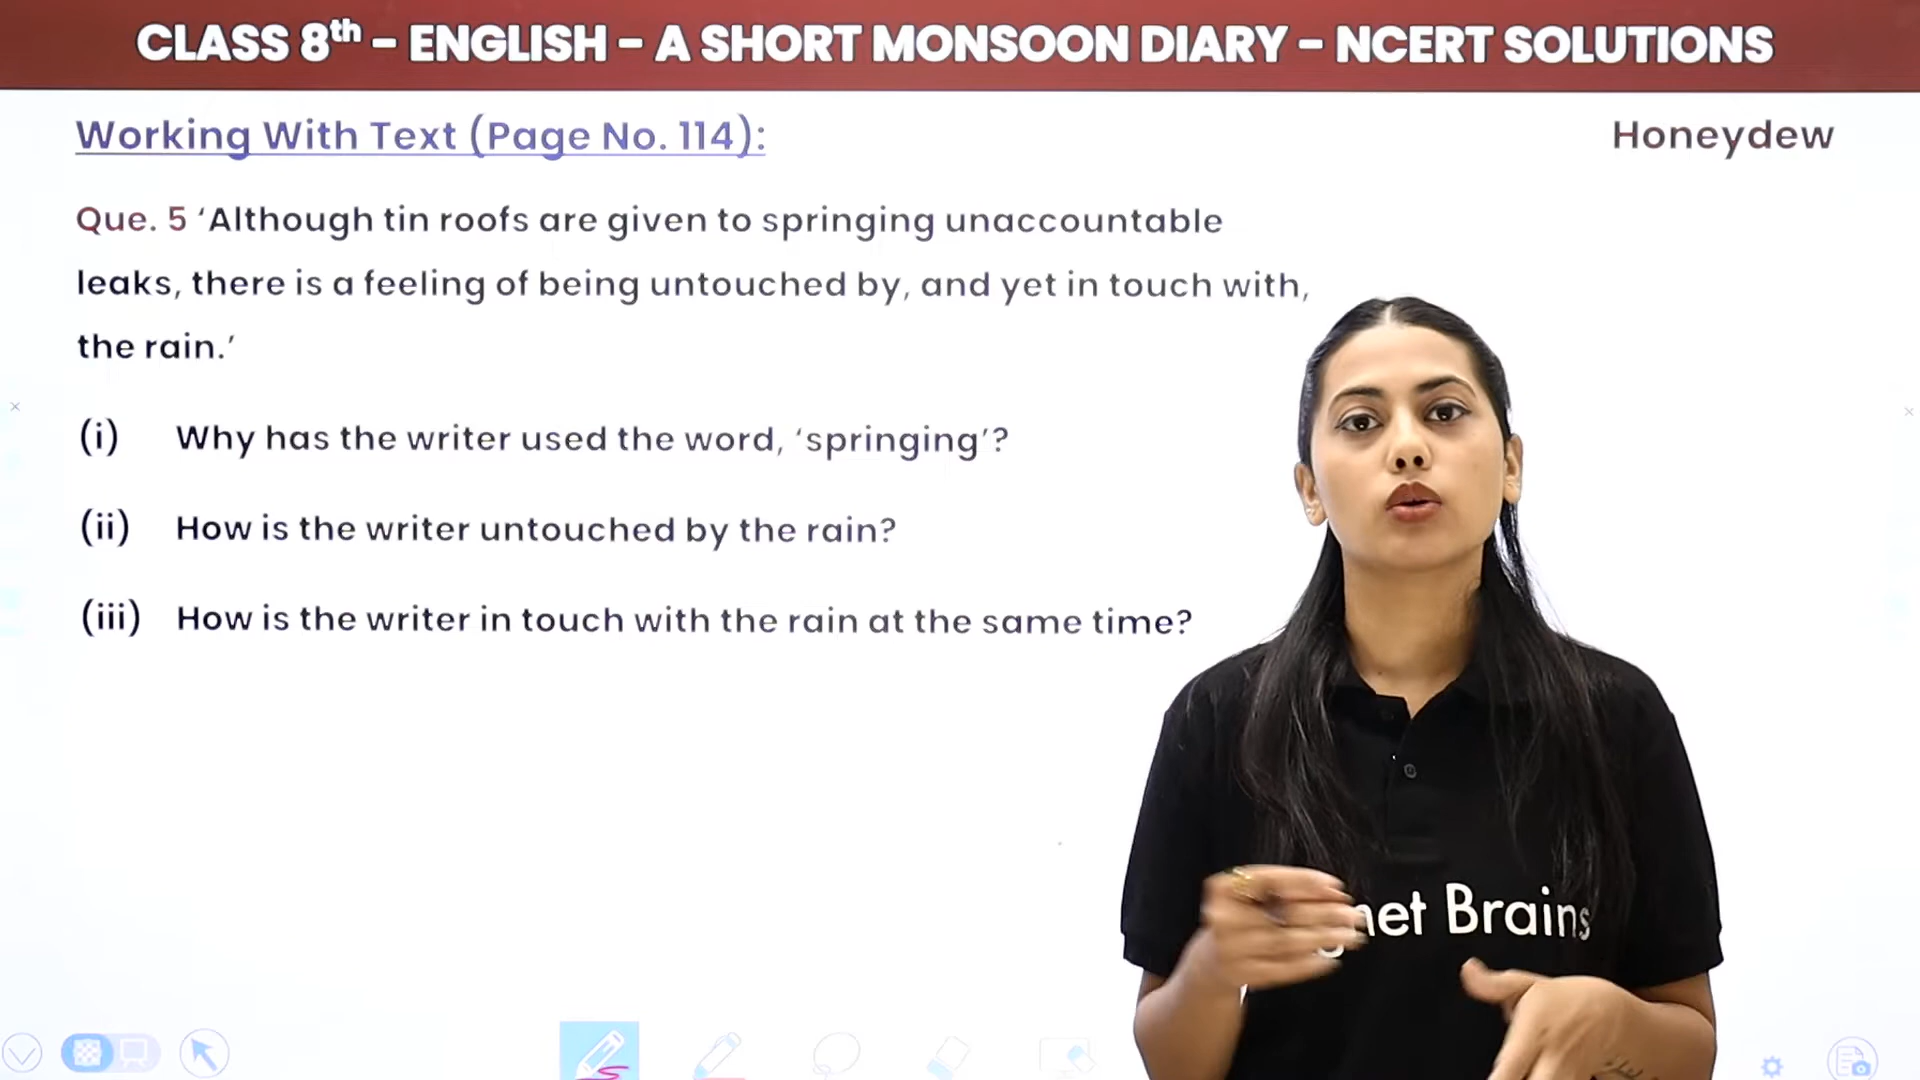 CLASS 8th – ENGLISH – A SHORT MONSOON DIARY – NCERT SOLUTIONS
Working With Text (Page No. 114):
Honeydew
Que. 5 ‘Although tin roofs are given to springing unaccountable
leaks, there is a feeling of being untouched by, and yet in touch with,
the rain.’
(i) Why has the writer used the word, ‘springing’?
(ii) How is the writer untouched by the rain?
(iii) How is the writer in touch with the rain at the same time?
gnet Brains